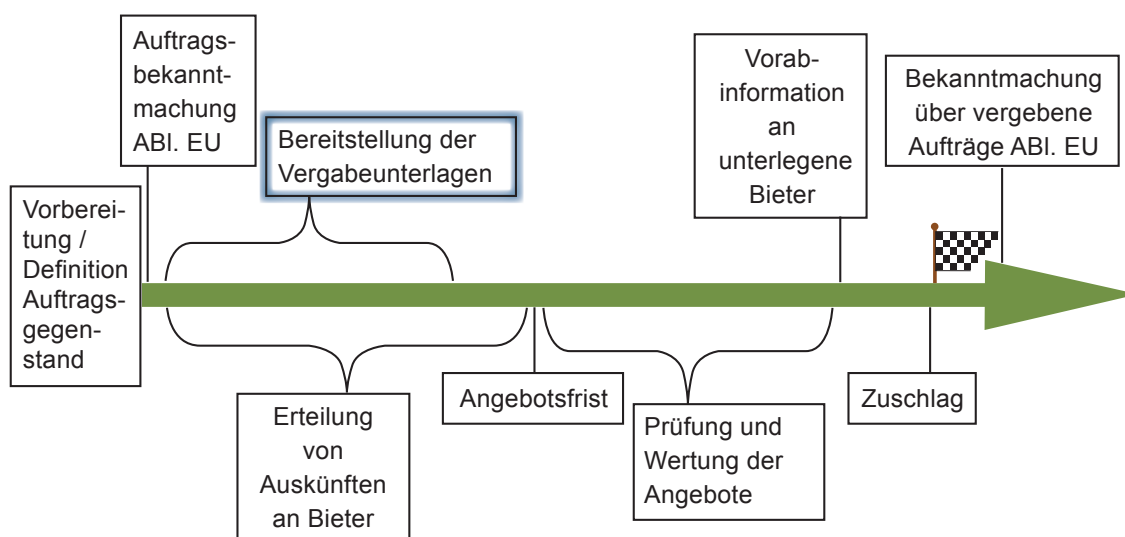 Auftrags-
bekannt-
machung
ABl. EU
Bereitstellung der
Vergabeunterlagen
Vorab-
information
an
unterlegene
Bieter
Bekanntmachung
über vergebene
Aufträge ABl. EU
Vorberei-
tung /
Definition
Auftrags-
gegen-
stand
Erteilung
von
Auskünften
an Bieter
Angebotsfrist
Prüfung und
Wertung der
Angebote
Zuschlag